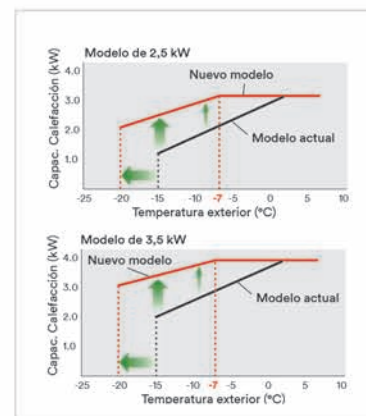 Modelo de 2,5 kW
Capac. Calefacción (kW)
4.0
3.0
2.0
1.0
Nuevo modelo
Modelo actual
-25 -20 -15 -10 -7 -5 0 5 10
Temperatura exterior (°C)
Modelo de 3,5 kW
Capac. Calefacción (kW)
4.0
3.0
2.0
1.0
0.0
Nuevo modelo
Modelo actual
-25 -20 -15 -10 -7 -5 0 5 10
Temperatura exterior (°C)